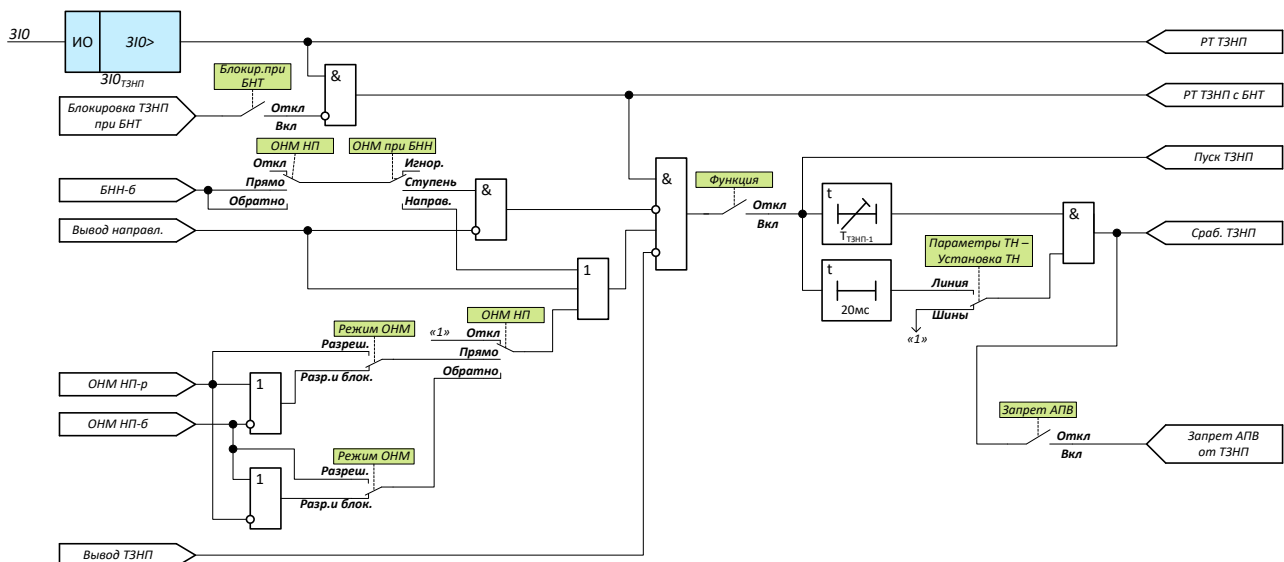 3I0
ИО
3I0>
3I0ТЗНП
РТ ТЗНП
Блокир.при
БНТ
&
Блокировка ТЗНП
при БНТ
Откл
Вкл
РТ ТЗНП с БНТ
ОНМ НП
ОНМ при БНН
Откл
Игнор.
БНН-б
Прямо
Ступень
Обратно
Направ.
&
&
Функция
Откл
Вкл
Пуск ТЗНП
t
TТЗНП-1
&
Сраб. ТЗНП
Вывод направл.
1
Параметры ТН –
Установка ТН
t
20мс
Линия
Шины
«1»
ОНМ НП
Режим ОНМ
«1»
Откл
Разреш.
Прямо
Разр.и блок.
Обратно
ОНМ НП-р
1
ОНМ НП-б
Режим ОНМ
1
Разреш.
Разр.и блок.
Запрет АПВ
Откл
Вкл
Запрет АПВ
от ТЗНП
Вывод ТЗНП